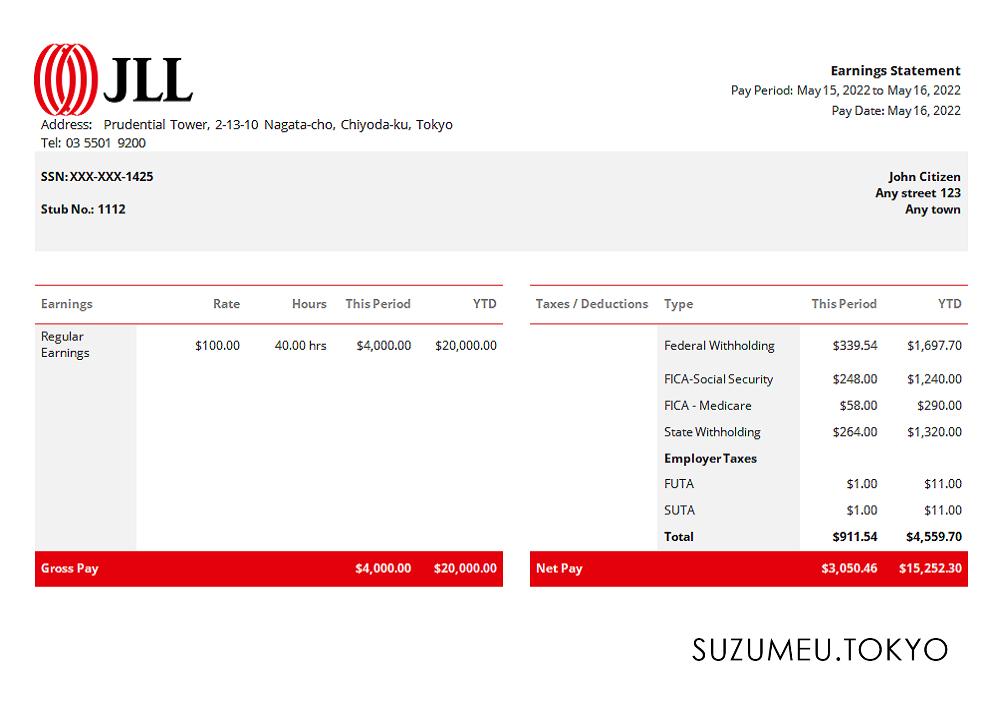 JLL
Address: Prudential Tower, 2-13-10 Nagata-cho, Chiyoda-ku, Tokyo
Tel: 03 5501 9200
Earnings Statement
Pay Period: May 15, 2022 to May 16, 2022
Pay Date: May 16, 2022
SSN: XXX-XXX-1425
Stub No.: 1112
John Citizen
Any street 123
Any town
Earnings Rate Hours This Period YTD
Regular
Earnings $100.00 40.00 hrs $4,000.00 $20,000.00
Gross Pay $4,000.00 $20,000.00
Taxes / Deductions Type This Period YTD
Federal Withholding $339.54 $1,697.70
FICA-Social Security $248.00 $1,240.00
FICA - Medicare $58.00 $290.00
State Withholding $264.00 $1,320.00
Employer Taxes
FUTA $1.00 $11.00
SUTA $1.00 $11.00
Total $911.54 $4,559.70
Net Pay $3,050.46 $15,252.30
SUZUMEU.TOKYO